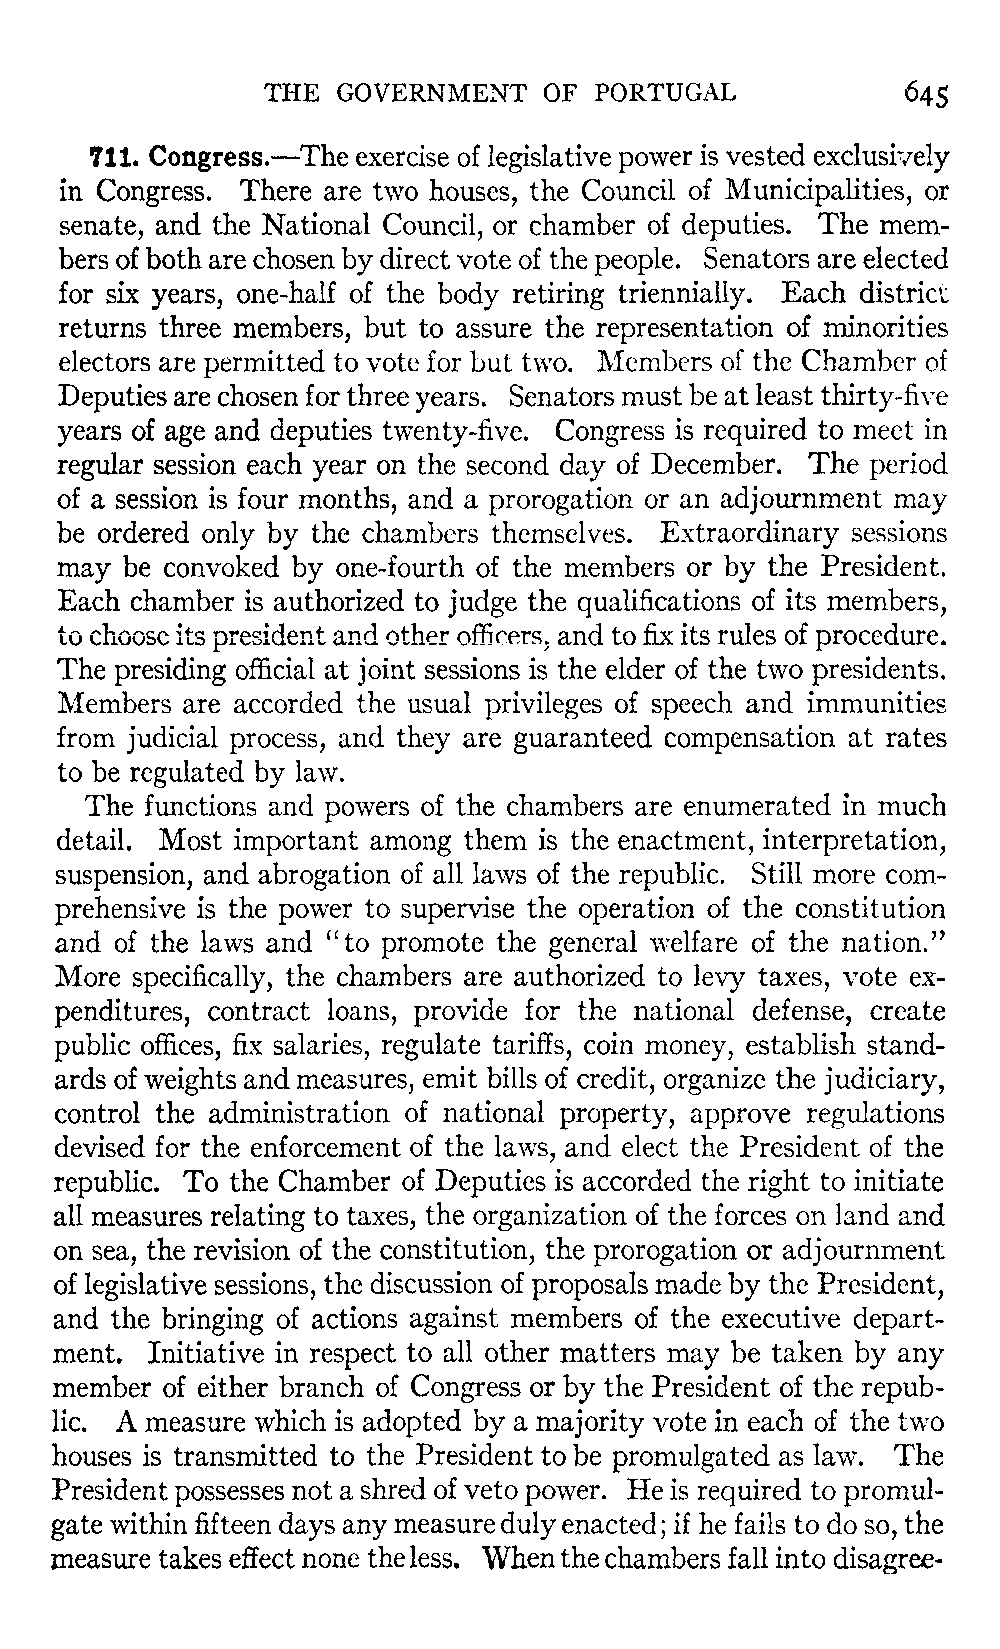 THE GOVERNMENT OF PORTUGAL 645
711. Congress.—The exercise of legislative power is vested exclusively
in Congress. There are two houses, the Council of Municipalities, or
senate, and the National Council, or chamber of deputies. The mem-
bers of both are chosen by direct vote of the people. Senators are elected
for six years, one-half of the body retiring triennially. Each district
returns three members, but to assure the representation of minorities
electors are permitted to vote for but two. Members of the Chamber of
Deputies are chosen for three years. Senators must be at least thirty-five
years of age and deputies twenty-five. Congress is required to meet in
regular session each year on the second day of December. The period
of a session is four months, and a prorogation or an adjournment may
be ordered only by the chambers themselves. Extraordinary sessions
may be convoked by one-fourth of the members or by the President.
Each chamber is authorized to judge the qualifications of its members,
to choose its president and other officers, and to fix its rules of procedure.
The presiding official at joint sessions is the elder of the two presidents.
Members are accorded the usual privileges of speech and immunities
from judicial process, and they are guaranteed compensation at rates
to be regulated by law.
The functions and powers of the chambers are enumerated in much
detail. Most important among them is the enactment, interpretation,
suspension, and abrogation of all laws of the republic. Still more com-
prehensive is the power to supervise the operation of the constitution
and of the laws and "to promote the general welfare of the nation."
More specifically, the chambers are authorized to levy taxes, vote ex-
penditures, contract loans, provide for the national defense, create
public offices, fix salaries, regulate tariffs, coin money, establish stand-
ards of weights and measures, emit bills of credit, organize the judiciary,
control the administration of national property, approve regulations
devised for the enforcement of the laws, and elect the President of the
republic. To the Chamber of Deputies is accorded the right to initiate
all measures relating to taxes, the organization of the forces on land and
on sea, the revision of the constitution, the prorogation or adjournment
of legislative sessions, the discussion of proposals made by the President,
and the bringing of actions against members of the executive depart-
ment. Initiative in respect to all other matters may be taken by any
member of either branch of Congress or by the President of the repub-
lic. A measure which is adopted by a majority vote in each of the two
houses is transmitted to the President to be promulgated as law. The
President possesses not a shred of veto power. He is required to promul-
gate within fifteen days any measure duly enacted; if he fails to do so, the
measure takes effect none the less. When the chambers fall into disagree-